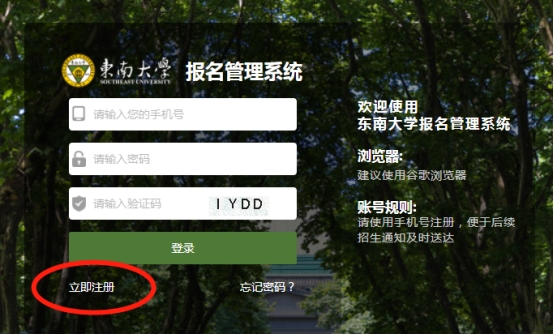 東南大學
SOUTHEAST UNIVERSITY
报名管理系统
请输入您的手机号
请输入密码
请输入验证码
IYDD
登录
立即注册
忘记密码？
欢迎使用
东南大学报名管理系统
浏览器:
建议使用谷歌浏览器
账号规则:
请使用手机号注册，便于后续
招生通知及时送达